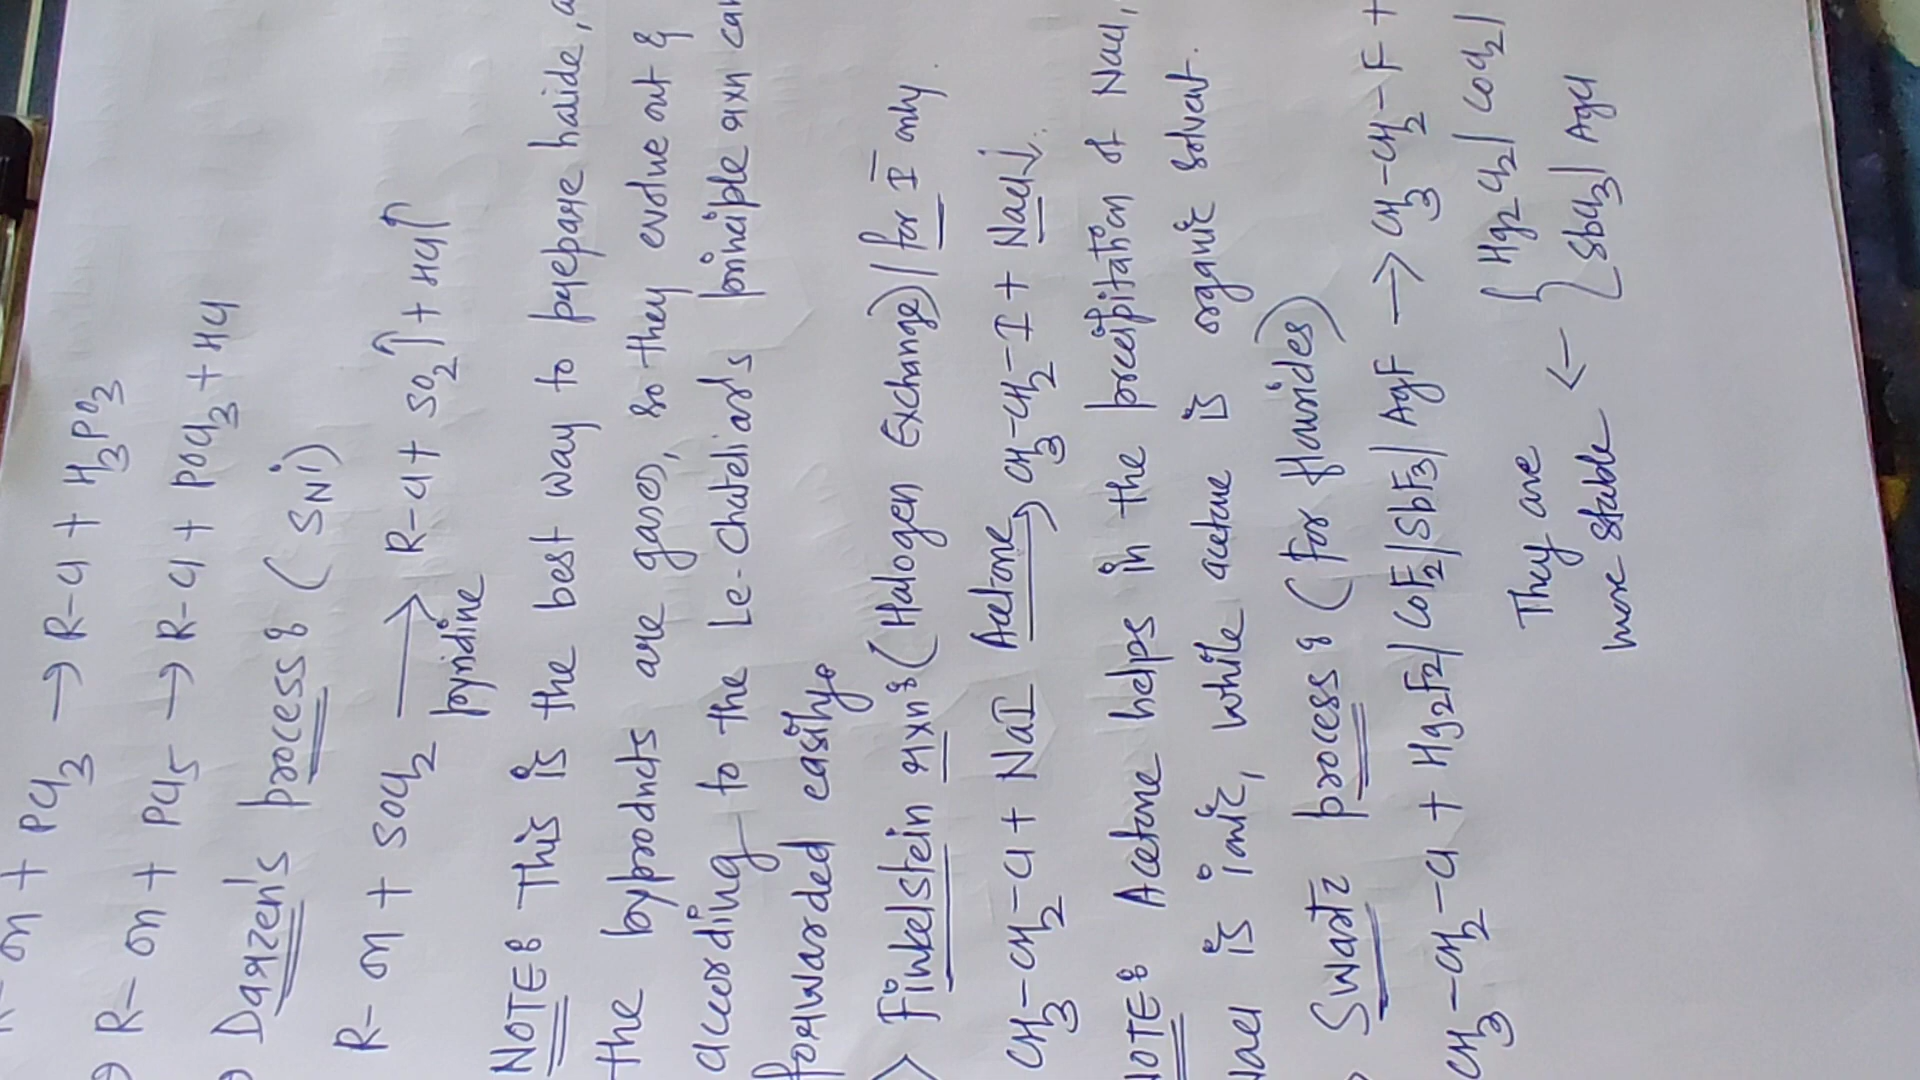 R-OH + PCl3 → R-Cl + H3PO3
R-OH + PCl5 → R-Cl + POCl3 + HCl
Darzen's process: (SNi)
R-OH + SOCl2 → R-Cl + SO2↑ + HCl↑
pyridine
NOTE: This is the best way to prepare halide,
the byproducts are gases, so they evolve out &
according to the Le-chateliar's principle rxn can
forwarded easily.
> Finkelstein rxn: (Halogen Exchange)/for I only.
CH3-CH2-Cl + NaI Acetone→ CH3-CH2-I + NaCl↓
NOTE: Acetone helps in the precipitation of NaCl,
NaCl is ionic, while acetone is organic solvent.
> Swartz process: (for flourides)
CH3-CH2-Cl + Hg2F2/CoF2/SbF3/AgF → CH3-CH2-F +
They are ← { Hg2Cl2/CoCl2/
more stable { SbCl3/AgCl